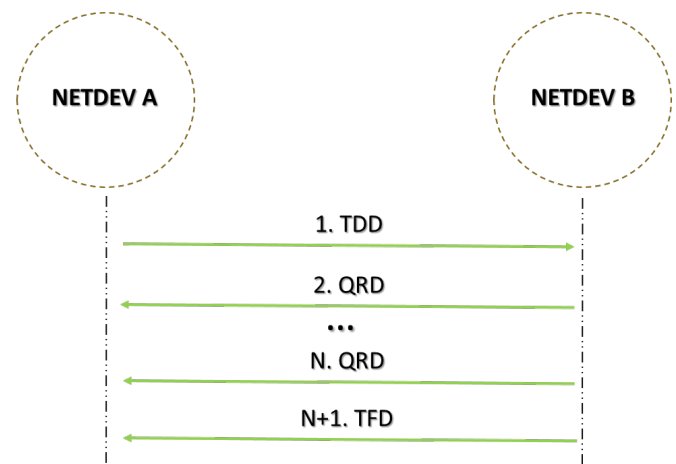 NETDEV A
NETDEV B
1. TDD
2. QRD
...
N. QRD
N+1. TFD